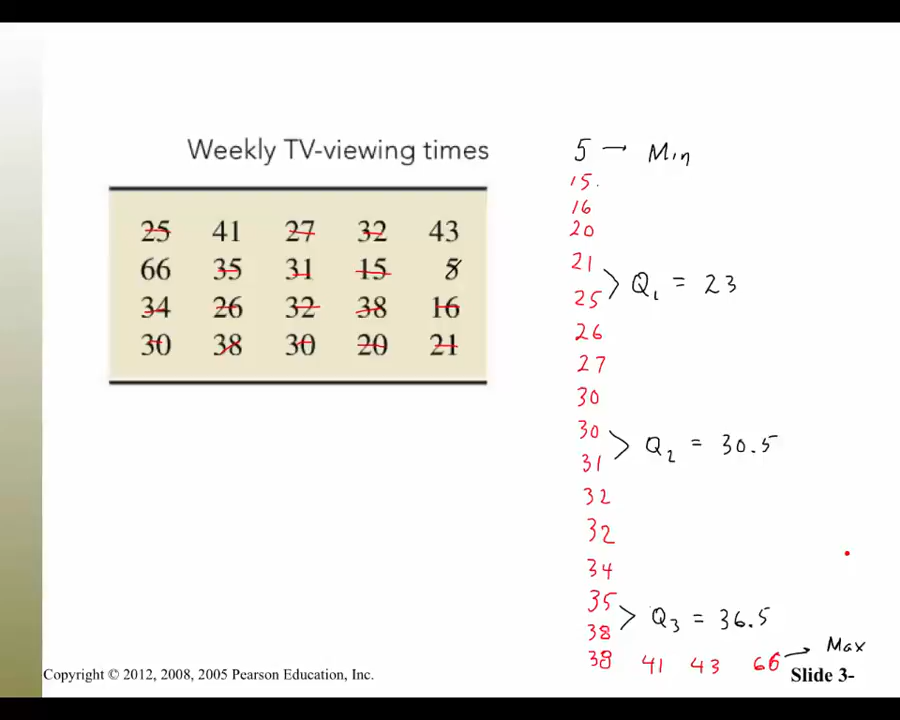 Weekly TV-viewing times
25 41 27 32 43
66 35 31 15 5
34 26 32 38 16
30 38 30 20 21
5 → Min
15.
16
20
21
25
> Q1 = 23
26
27
30
30
31
> Q2 = 30.5
32
32
34
35
38
> Q3 = 36.5
38 41 43 66 → Max
Copyright © 2012, 2008, 2005 Pearson Education, Inc.
Slide 3-